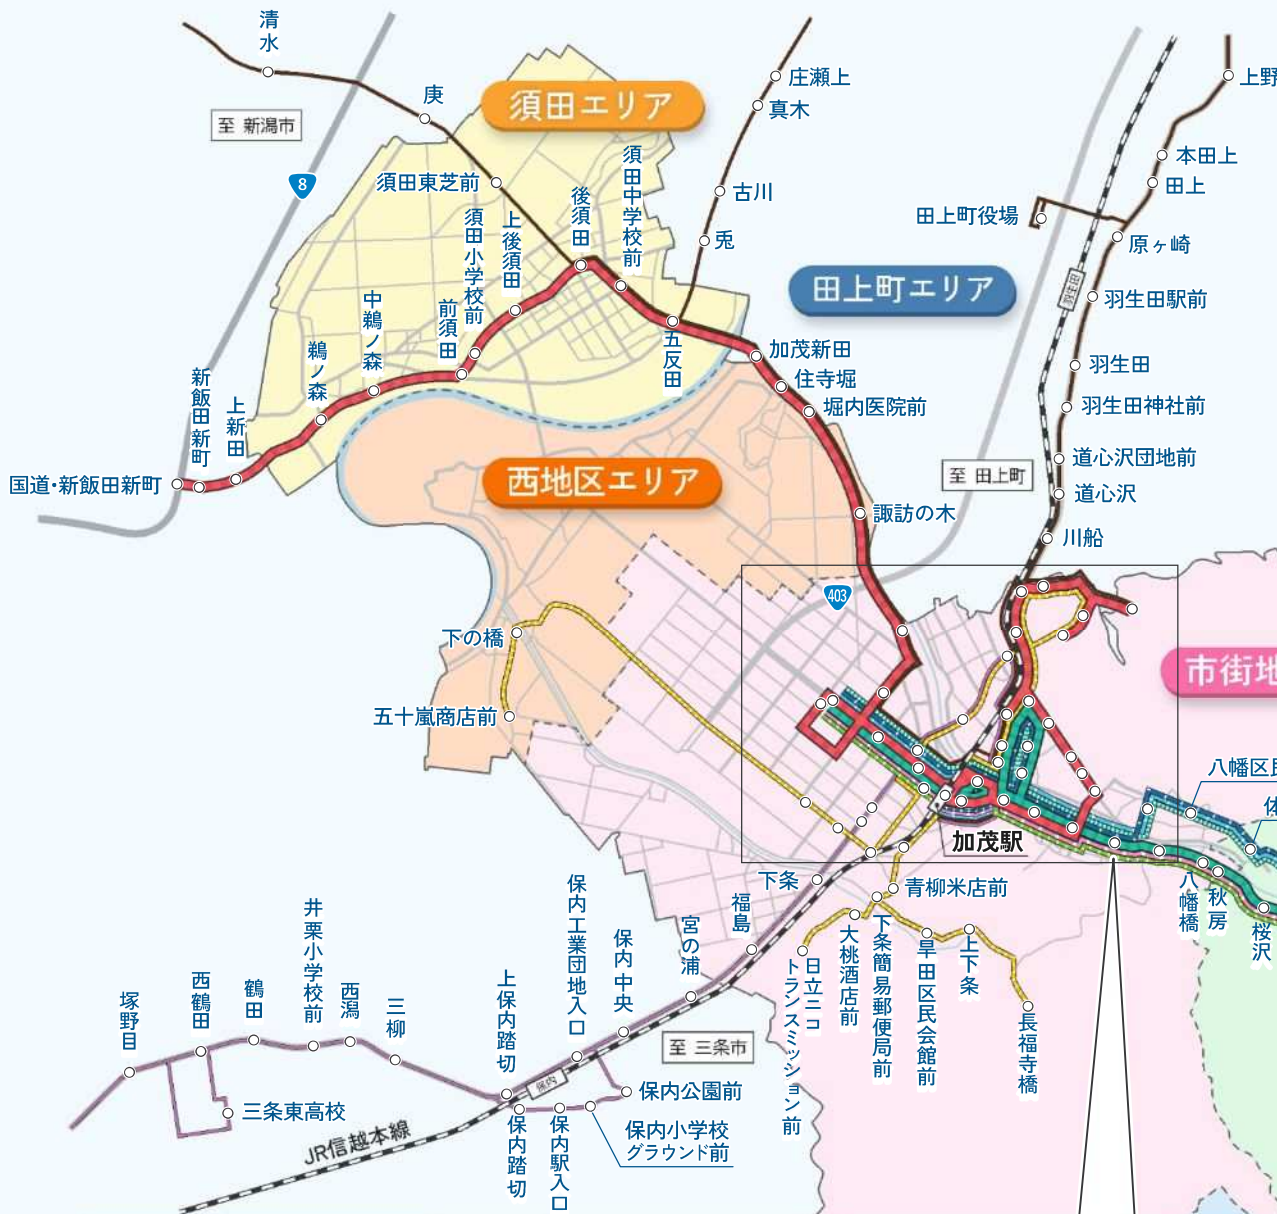 清水
庚
至 新潟市
8
須田エリア
庄瀬上
真木
古川
兎
須田東芝前
須田小学校前
上後須田
後須田
須田中学校前
前須田
中鵜ノ森
鵜ノ森
上新田
新飯田新町
国道・新飯田新町
五反田
加茂新田
住寺堀
堀内医院前
諏訪の木
西地区エリア
田上町エリア
上野
本田上
田上
田上町役場
原ヶ崎
羽生田
羽生田駅前
羽生田
羽生田神社前
道心沢団地前
道心沢
川船
至 田上町
403
市街地
下の橋
五十嵐商店前
加茂駅
八幡区民
体
八幡橋
秋房
桜沢
下条
青柳米店前
大桃酒店前
下条簡易郵便局前
旱田区民会館前
上下条
長福寺橋
日立ニコ
トランスミッション前
福島
宮の浦
保内中央
保内工業団地入口
上保内踏切
保内
至 三条市
三柳
西潟
井栗小学校前
鶴田
西鶴田
塚野目
三条東高校
保内公園前
保内小学校
グラウンド前
保内駅入口
保内踏切
JR信越本線